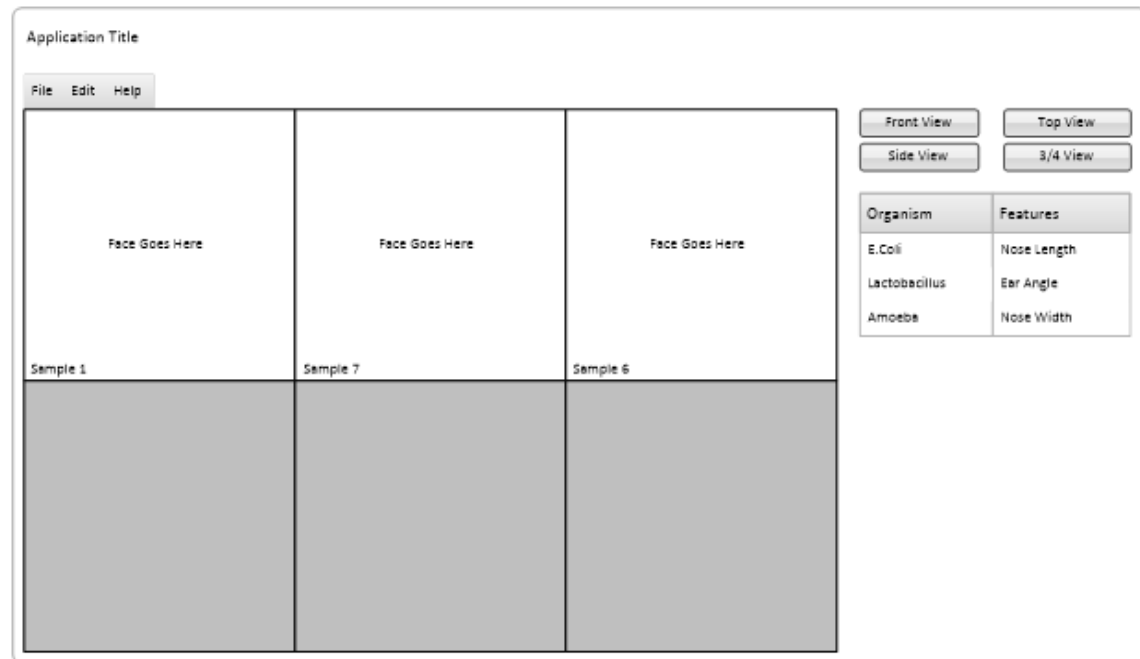 Application Title
File Edit Help
Face Goes Here Face Goes Here Face Goes Here
Sample 1 Sample 7 Sample 6
Front View Top View
Side View 3/4 View
Organism Features
E.Coli Nose Length
Lactobacillus Ear Angle
Amoeba Nose Width